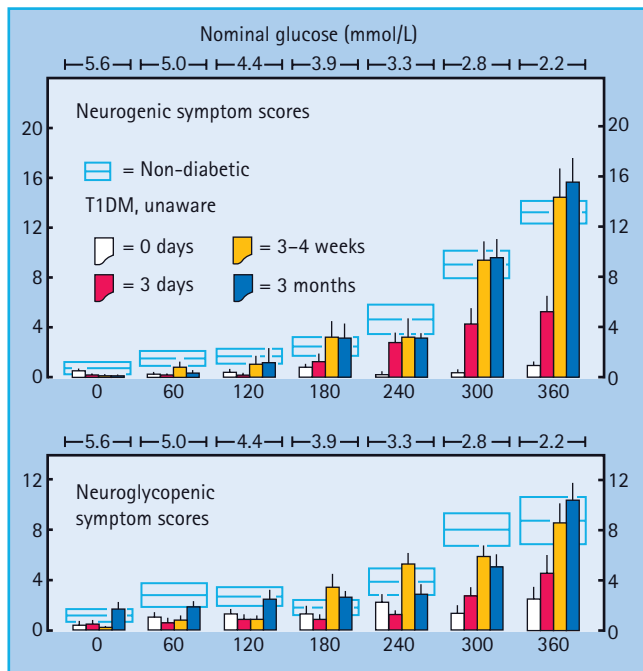 Nominal glucose (mmol/L)
5.6 5.0 4.4 3.9 3.3 2.8 2.2
Neurogenic symptom scores
20 20
= Non-diabetic
16 16
T1DM, unaware
12 12
= 0 days = 3–4 weeks
8 8
= 3 days = 3 months
4 4
0 0
0 60 120 180 240 300 360
5.6 5.0 4.4 3.9 3.3 2.8 2.2
12 12
Neuroglycopenic
symptom scores
8 8
4 4
0 0
0 60 120 180 240 300 360